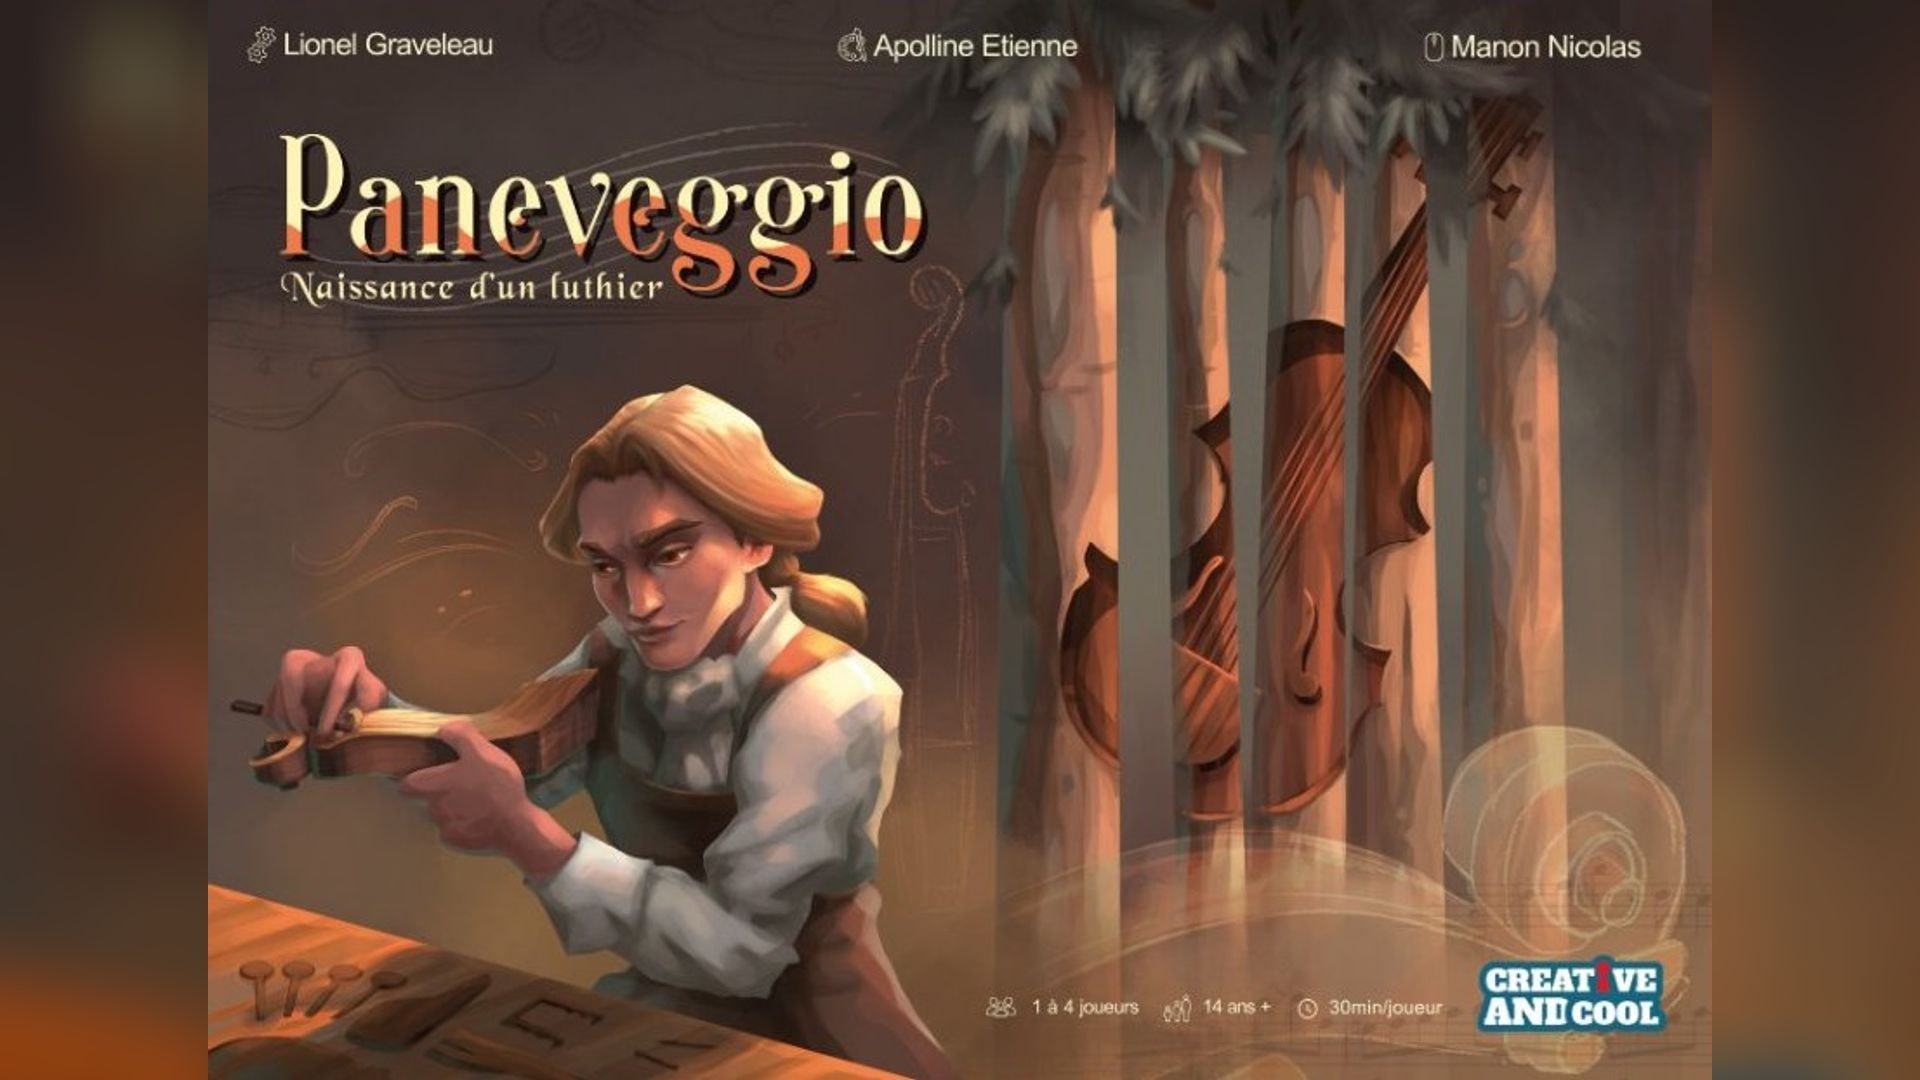 Lionel Graveleau
Apolline Etienne
Manon Nicolas
Paneveggio
Naissance d'un luthier
1 à 4 joueurs
14 ans +
30min/joueur
CREATIVE
AND COOL